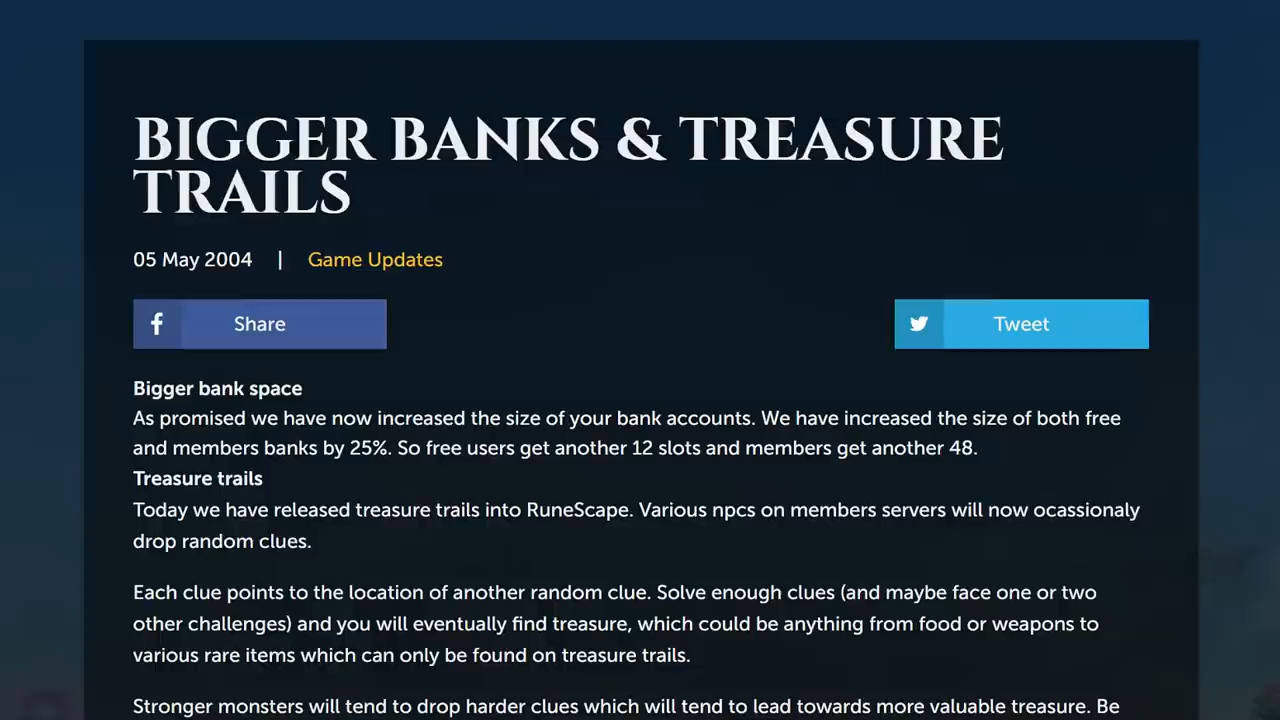 BIGGER BANKS & TREASURE
TRAILS
05 May 2004 | Game Updates
Share
Tweet
Bigger bank space
As promised we have now increased the size of your bank accounts. We have increased the size of both free
and members banks by 25%. So free users get another 12 slots and members get another 48.
Treasure trails
Today we have released treasure trails into RuneScape. Various npcs on members servers will now ocassionaly
drop random clues.
Each clue points to the location of another random clue. Solve enough clues (and maybe face one or two
other challenges) and you will eventually find treasure, which could be anything from food or weapons to
various rare items which can only be found on treasure trails.
Stronger monsters will tend to drop harder clues which will tend to lead towards more valuable treasure. Be